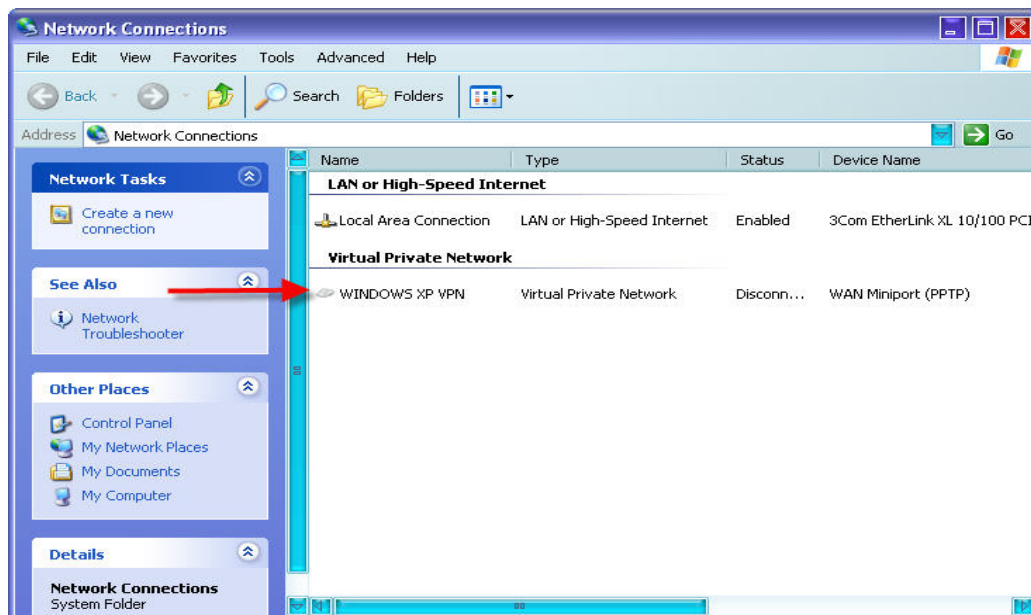 Network Connections
File Edit View Favorites Tools Advanced Help
Back Search Folders
Address Network Connections Go
Network Tasks
Create a new
connection
See Also
Network
Troubleshooter
Other Places
Control Panel
My Network Places
My Documents
My Computer
Details
Network Connections
System Folder
Name Type Status Device Name
LAN or High-Speed Internet
Local Area Connection LAN or High-Speed Internet Enabled 3Com EtherLink XL 10/100 PCI
Virtual Private Network
WINDOWS XP VPN Virtual Private Network Disconn... WAN Miniport (PPTP)